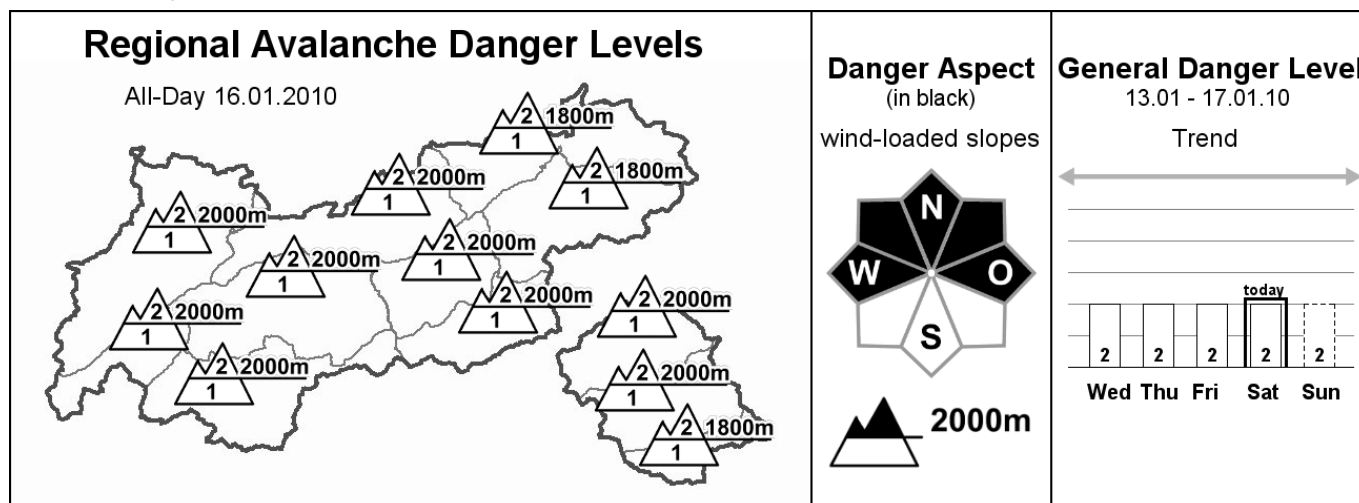 Regional Avalanche Danger Levels
All-Day 16.01.2010
2 1800m
1
2 1800m
1
2 2000m
1
2 2000m
1
2 2000m
1
2 2000m
1
2 2000m
1
2 2000m
1
2 2000m
1
2 2000m
1
2 2000m
1
2 1800m
1
Danger Aspect
(in black)
wind-loaded slopes
N
W O
S
2000m
General Danger Level
13.01 - 17.01.10
Trend
today
2 2 2 2 2
Wed Thu Fri Sat Sun